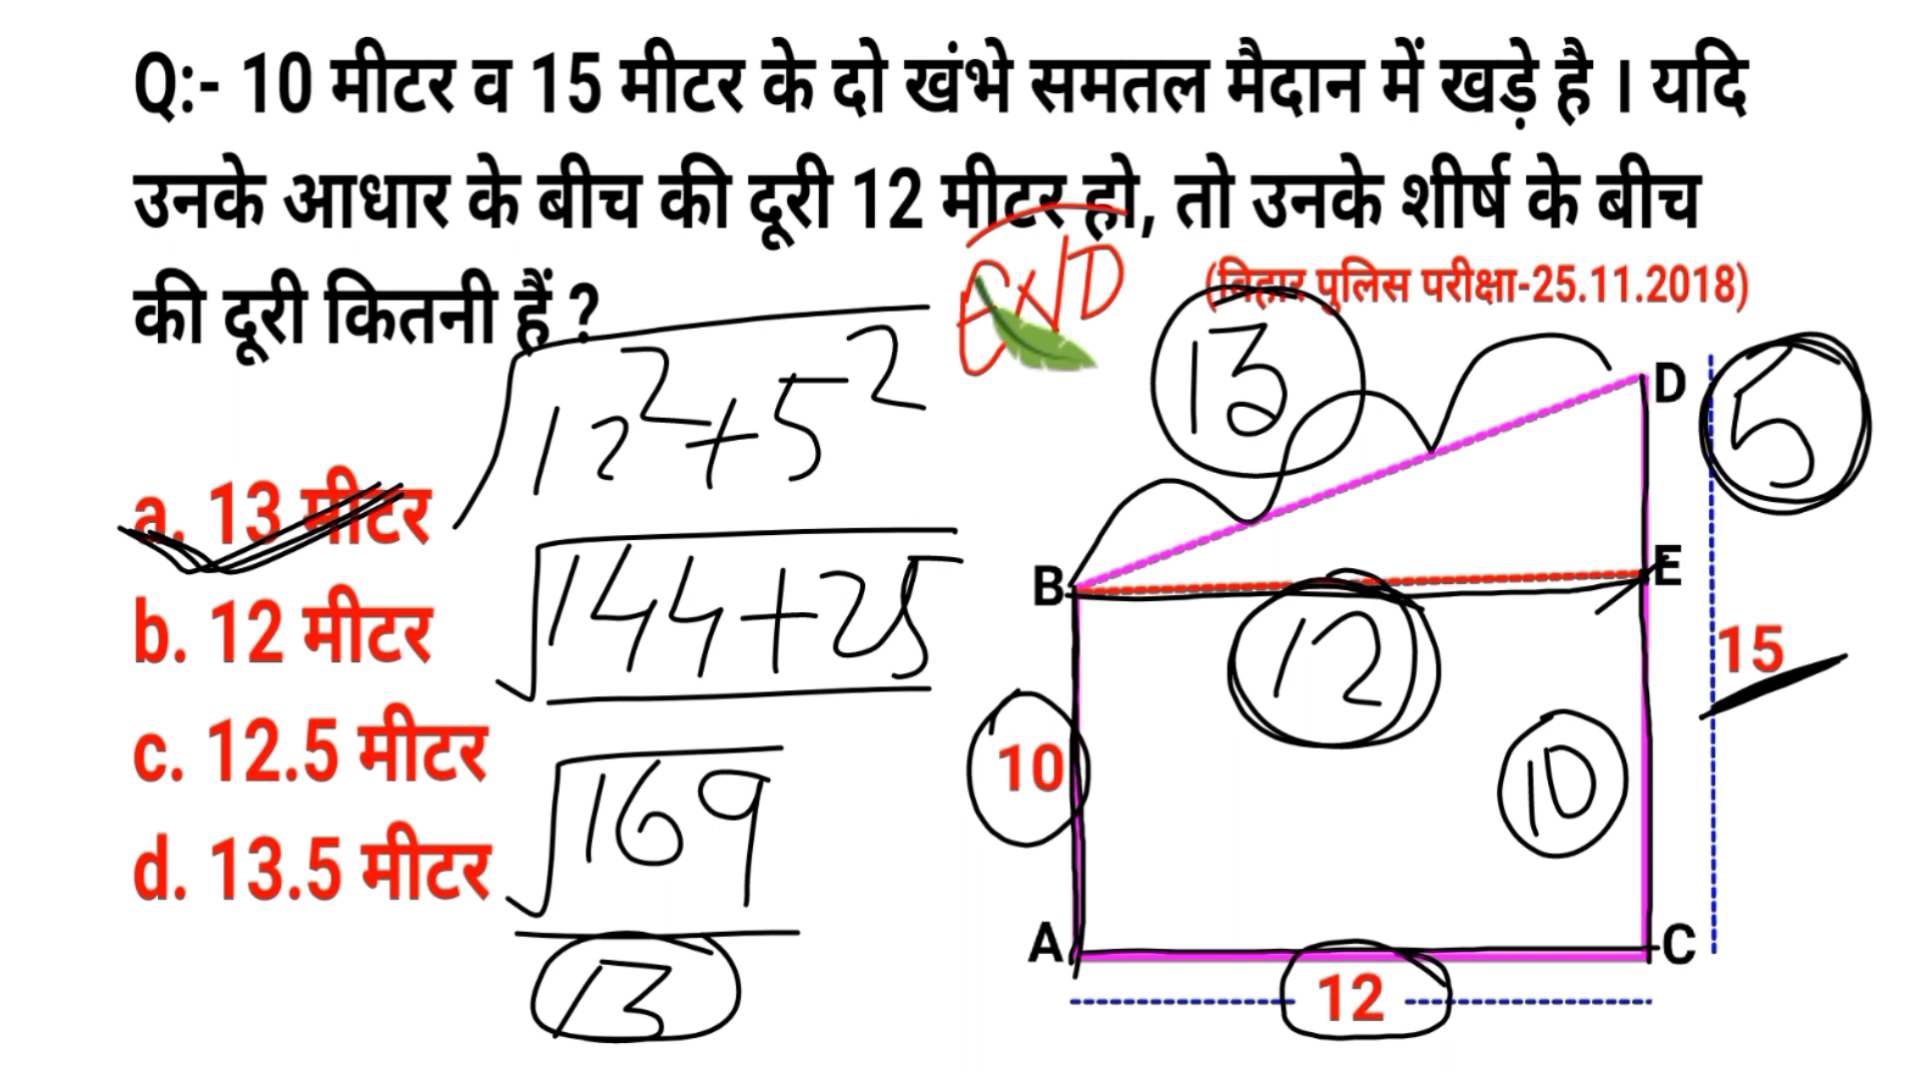 Q:- 10 मीटर व 15 मीटर के दो खंभे समतल मैदान में खड़े है । यदि
उनके आधार के बीच की दूरी 12 मीटर हो, तो उनके शीर्ष के बीच
की दूरी कितनी हैं ?
(बिहार पुलिस परीक्षा-25.11.2018)
END
√12²+5²
a. 13 मीटर
√144+25
b. 12 मीटर
c. 12.5 मीटर
√169
d. 13.5 मीटर
13
13
D
5
B
E
12
15
10
10
A
C
12